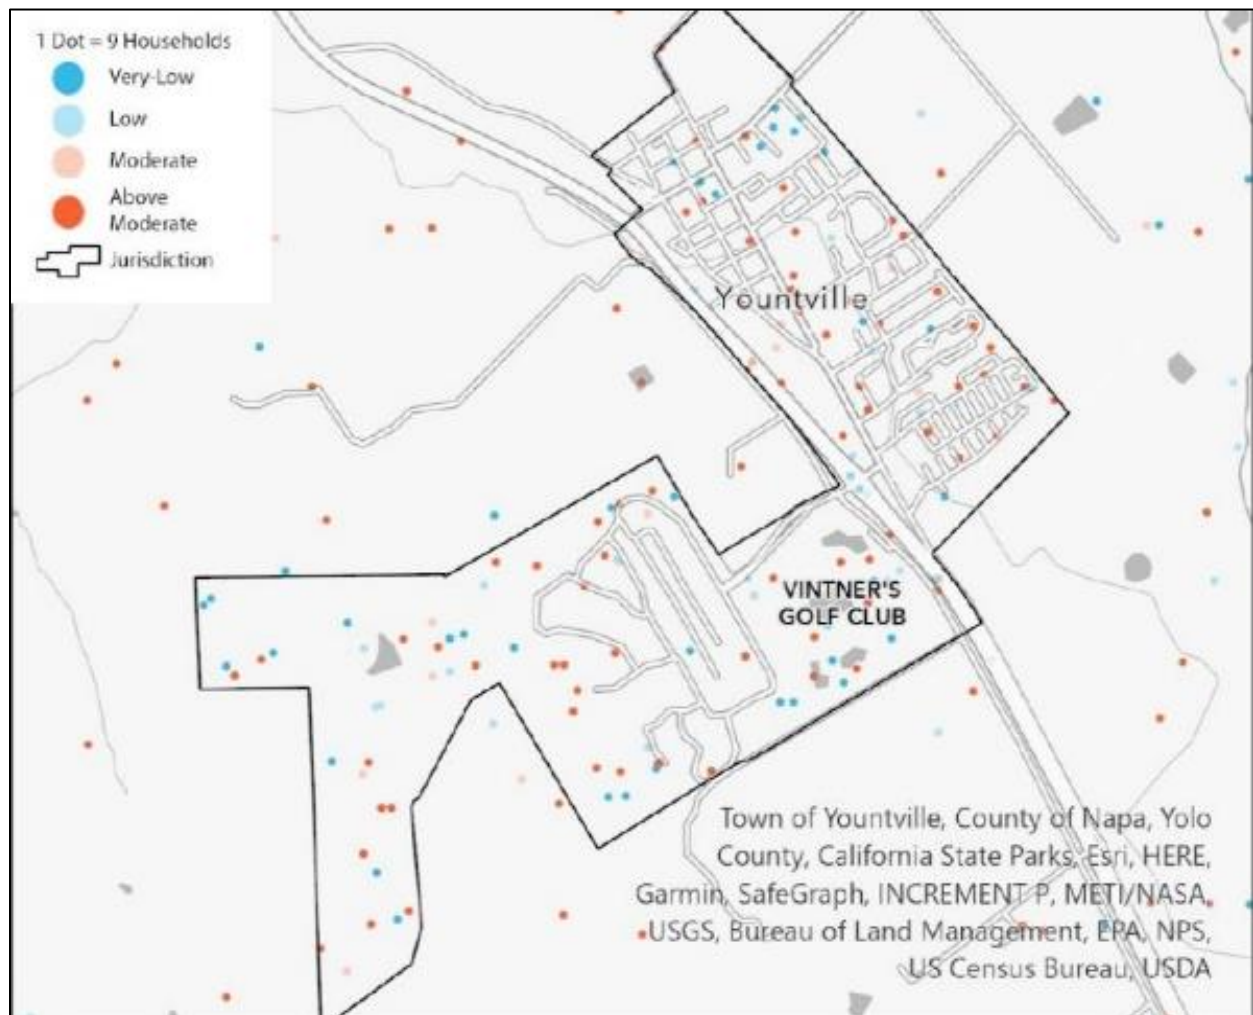 1 Dot = 9 Households
Very-Low
Low
Moderate
Above
Moderate
Jurisdiction
Yountville
VINTNER'S
GOLF CLUB
Town of Yountville, County of Napa, Yolo
County, California State Parks, Esri, HERE,
Garmin, SafeGraph, INCREMENT P, METI/NASA,
USGS, Bureau of Land Management, EPA, NPS,
US Census Bureau, USDA